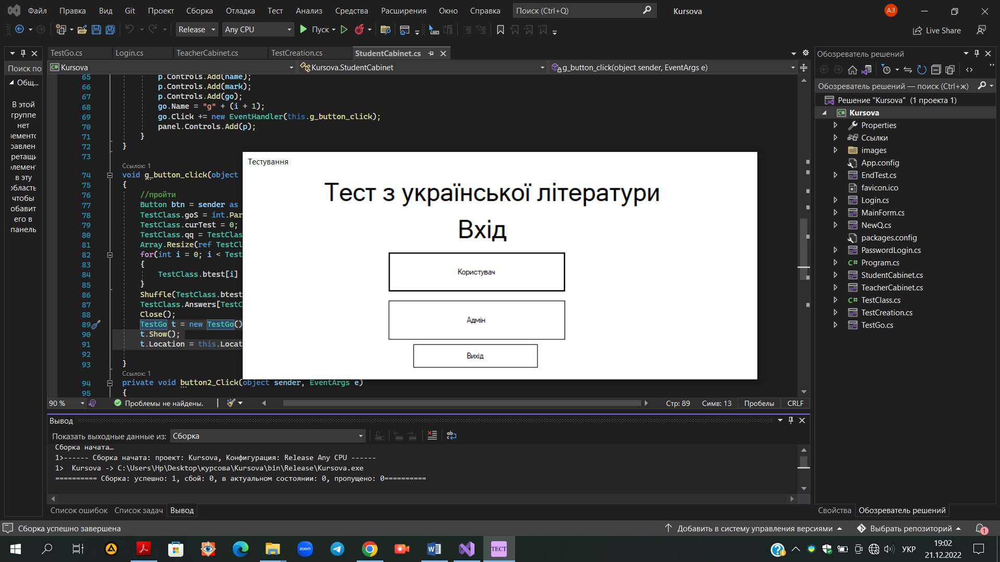 Файл Правка Вид Git Проект Сборка Отладка Тест Анализ Средства Расширения Окно Справка Поиск (Ctrl+Q) Kursova АЗ
Release Any CPU Пуск Live Share
TestGo.cs Login.cs TeacherCabinet.cs TestCreation.cs StudentCabinet.cs
Kursova Kursova.StudentCabinet g_button_click(object sender, EventArgs e)
Поиск по
Общ...
В этой
группе
нет
лементо
равлен
ретащи
лемент
в эту
область
чтобы
обавит
его в
панель
65 p.Controls.Add(name);
66 p.Controls.Add(mark);
67 p.Controls.Add(go);
68 go.Name = "g" + (i + 1);
69 go.Click += new EventHandler(this.g_button_click);
70 panel.Controls.Add(p);
71 }
72 }
73
Ссылок: 1
74 void g_button_click(object
75 {
76 //пройти
77 Button btn = sender as
78 TestClass.goS = int.Par
79 TestClass.curTest = 0;
80 TestClass.qq = TestClas
81 Array.Resize(ref TestCl
82 for(int i = 0; i < Test
83 {
84 TestClass.btest[i]
85 }
86 Shuffle(TestClass.btest
87 TestClass.Answers[TestC
88 Close();
89 TestGo t = new TestGo()
90 t.Show();
91 t.Location = this.Locat
92
93 }
Ссылок: 1
94 private void button2_Click(object sender, EventArgs e)
95 {
Тестування
Тест з української літератури
Вхід
Користувач
Адмін
Вихід
90 % Проблемы не найдены. Стр: 89 Симв: 13 Пробелы CRLF
Вывод
Показать выходные данные из: Сборка
Сборка начата…
1>------ Сборка начата: проект: Kursova, Конфигурация: Release Any CPU ------
1> Kursova -> C:\Users\Hp\Desktop\курсова\Kursova\bin\Release\Kursova.exe
========== Сборка: успешно: 1, сбой: 0, в актуальном состоянии: 0, пропущено: 0==========
Список ошибок Список задач Вывод
Обозреватель решений
Обозреватель решений — поиск (Ctrl+ж)
Решение "Kursova" (1 проекта 1)
C# Kursova
Properties
Ссылки
images
App.config
EndTest.cs
favicon.ico
Login.cs
MainForm.cs
NewQ.cs
packages.config
PasswordLogin.cs
C# Program.cs
StudentCabinet.cs
TeacherCabinet.cs
C# TestClass.cs
TestCreation.cs
TestGo.cs
Свойства Обозреватель решений
Сборка успешно завершена Добавить в систему управления версиями Выбрать репозиторий 1
zoom ТЕСТ УКР 19:02
21.12.2022